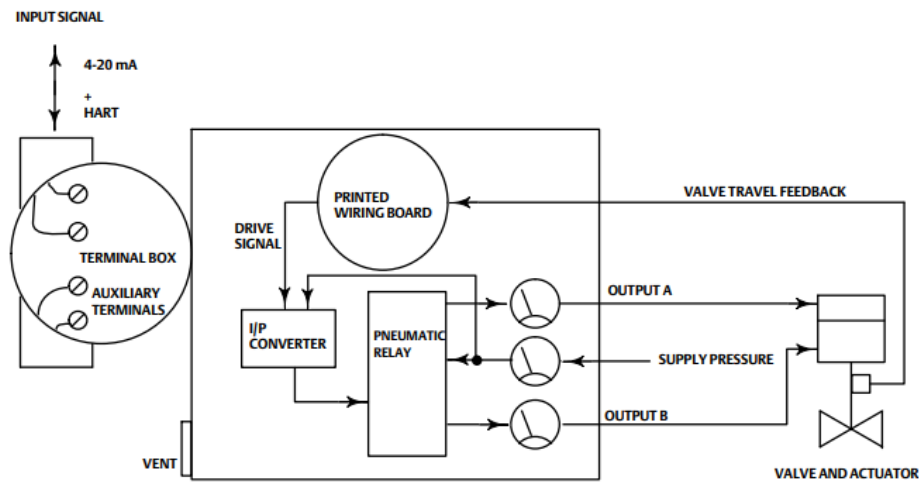 INPUT SIGNAL
4-20 mA
+
HART
TERMINAL BOX
AUXILIARY
TERMINALS
PRINTED
WIRING BOARD
VALVE TRAVEL FEEDBACK
DRIVE
SIGNAL
I/P
CONVERTER
PNEUMATIC
RELAY
OUTPUT A
SUPPLY PRESSURE
OUTPUT B
VENT
VALVE AND ACTUATOR